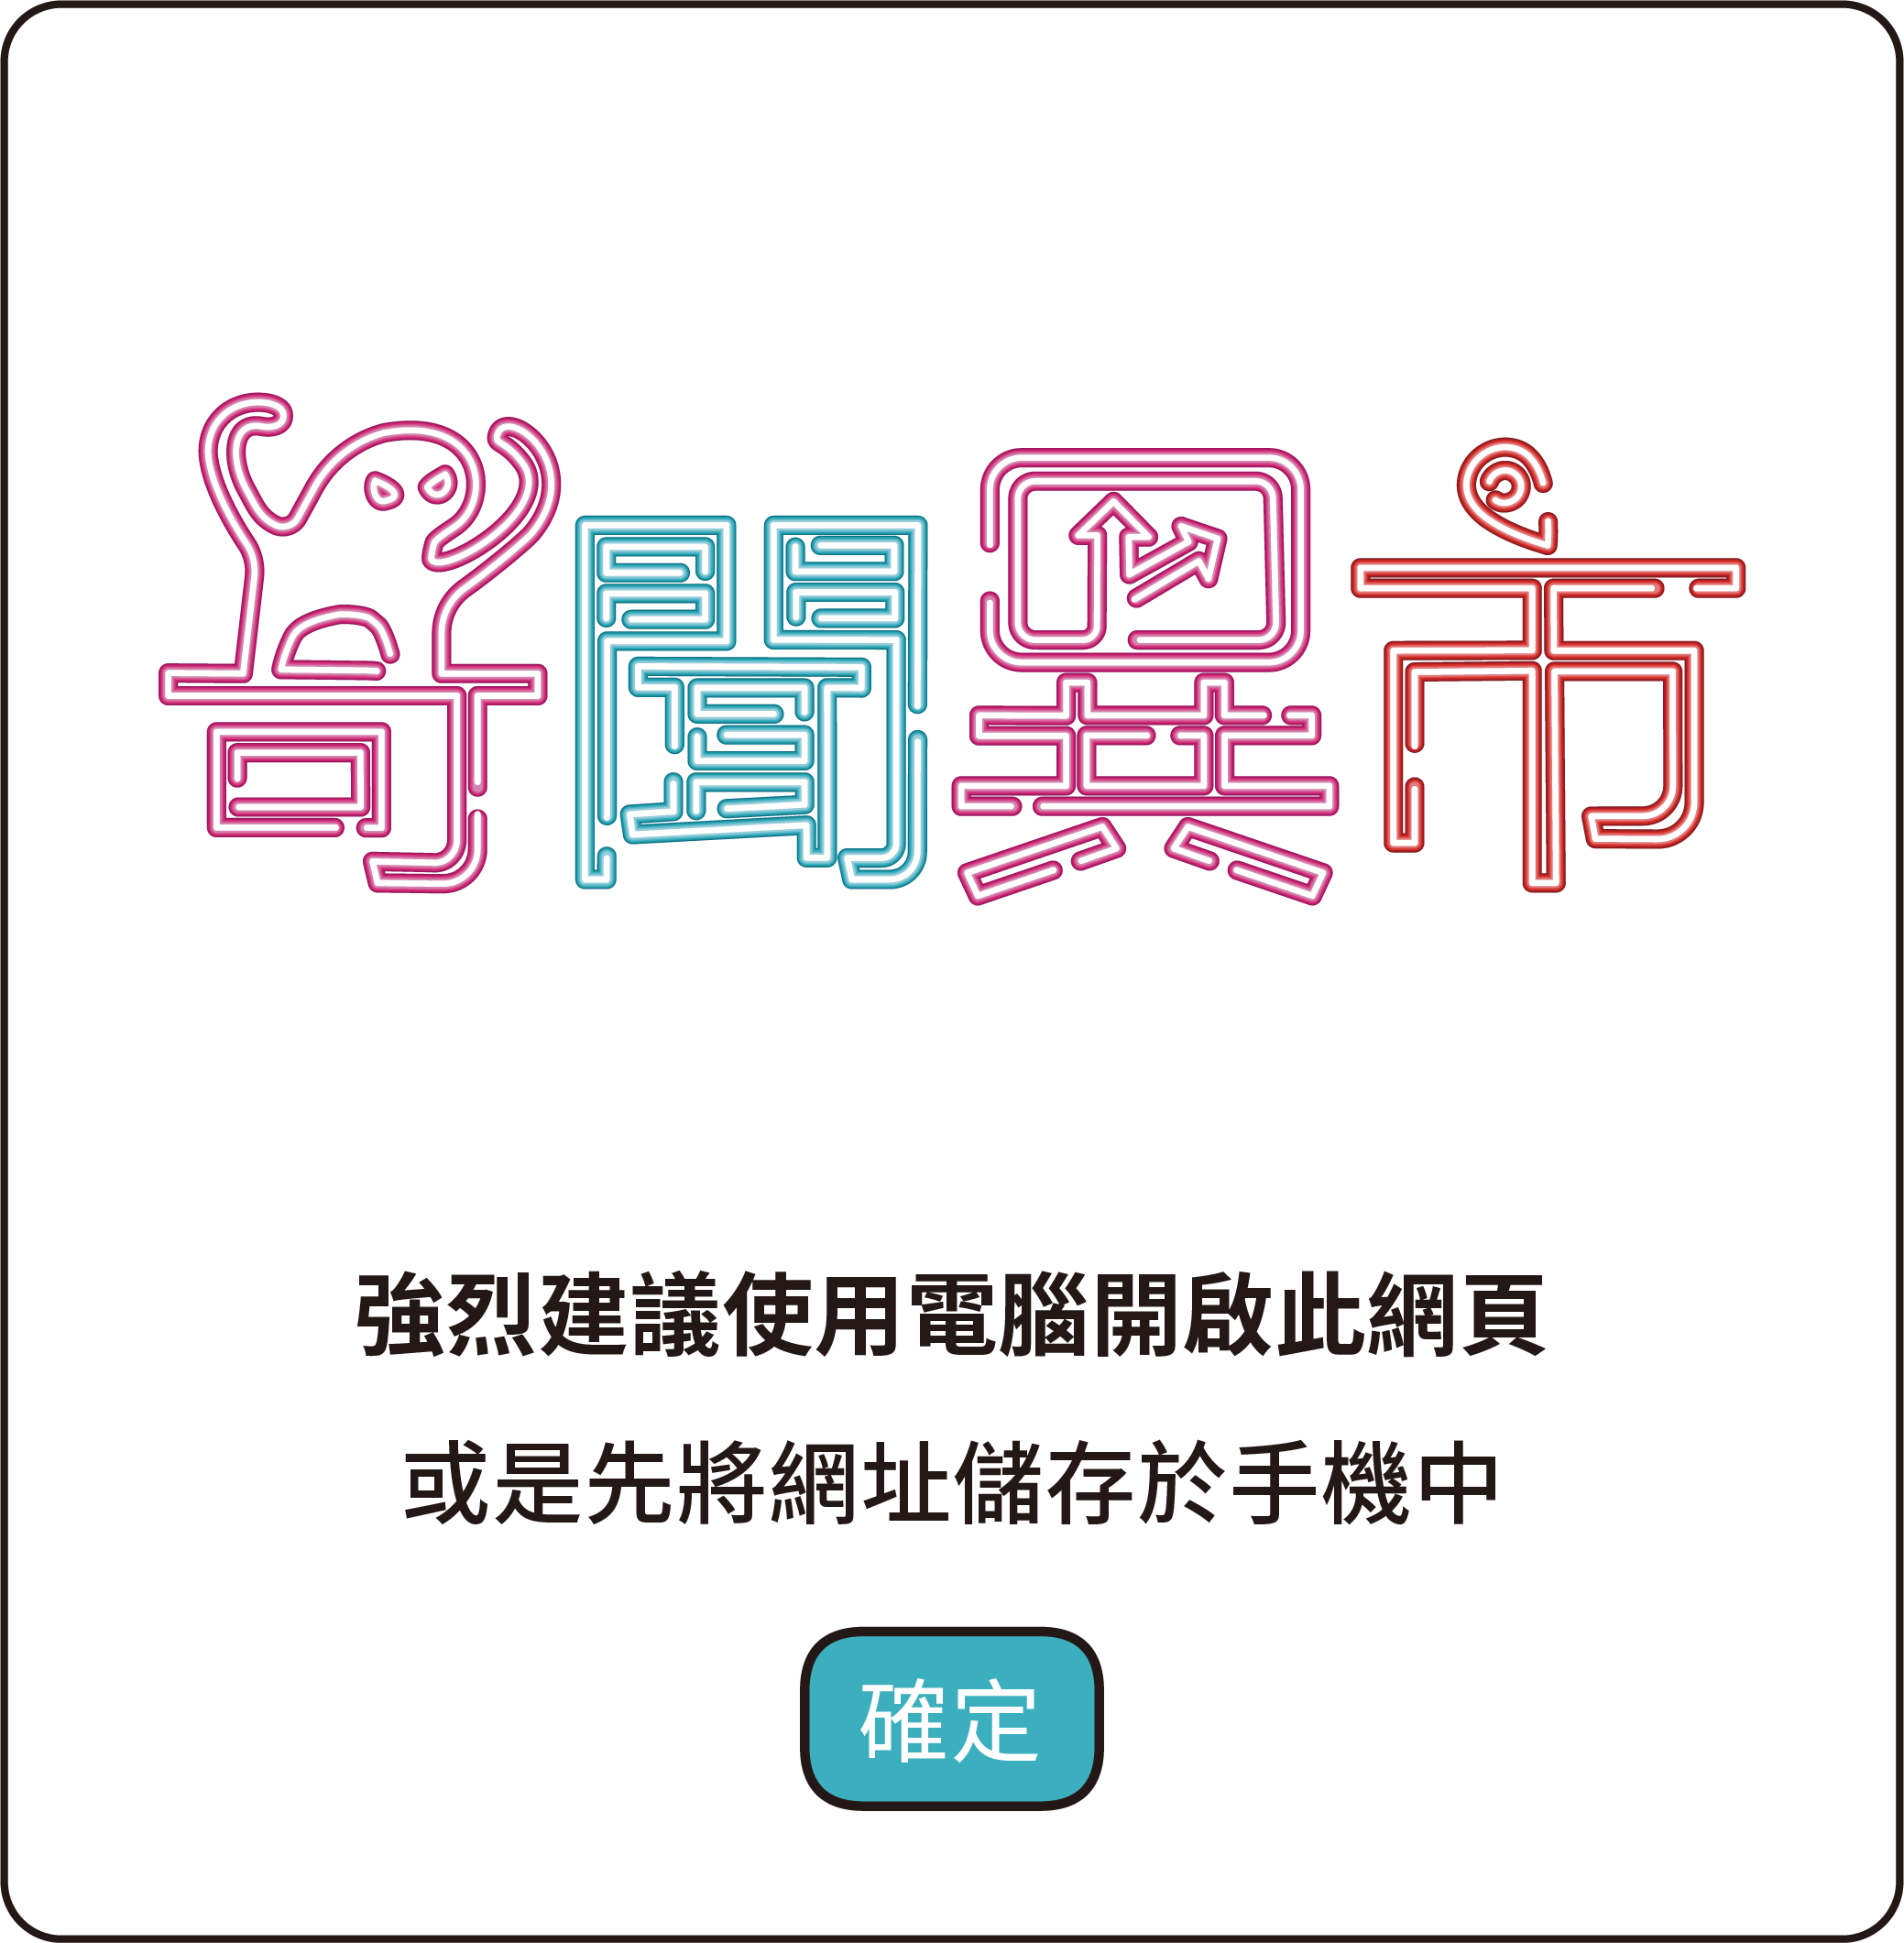 奇聞異市
強烈建議使用電腦開啟此網頁
或是先將網址儲存於手機中
確定